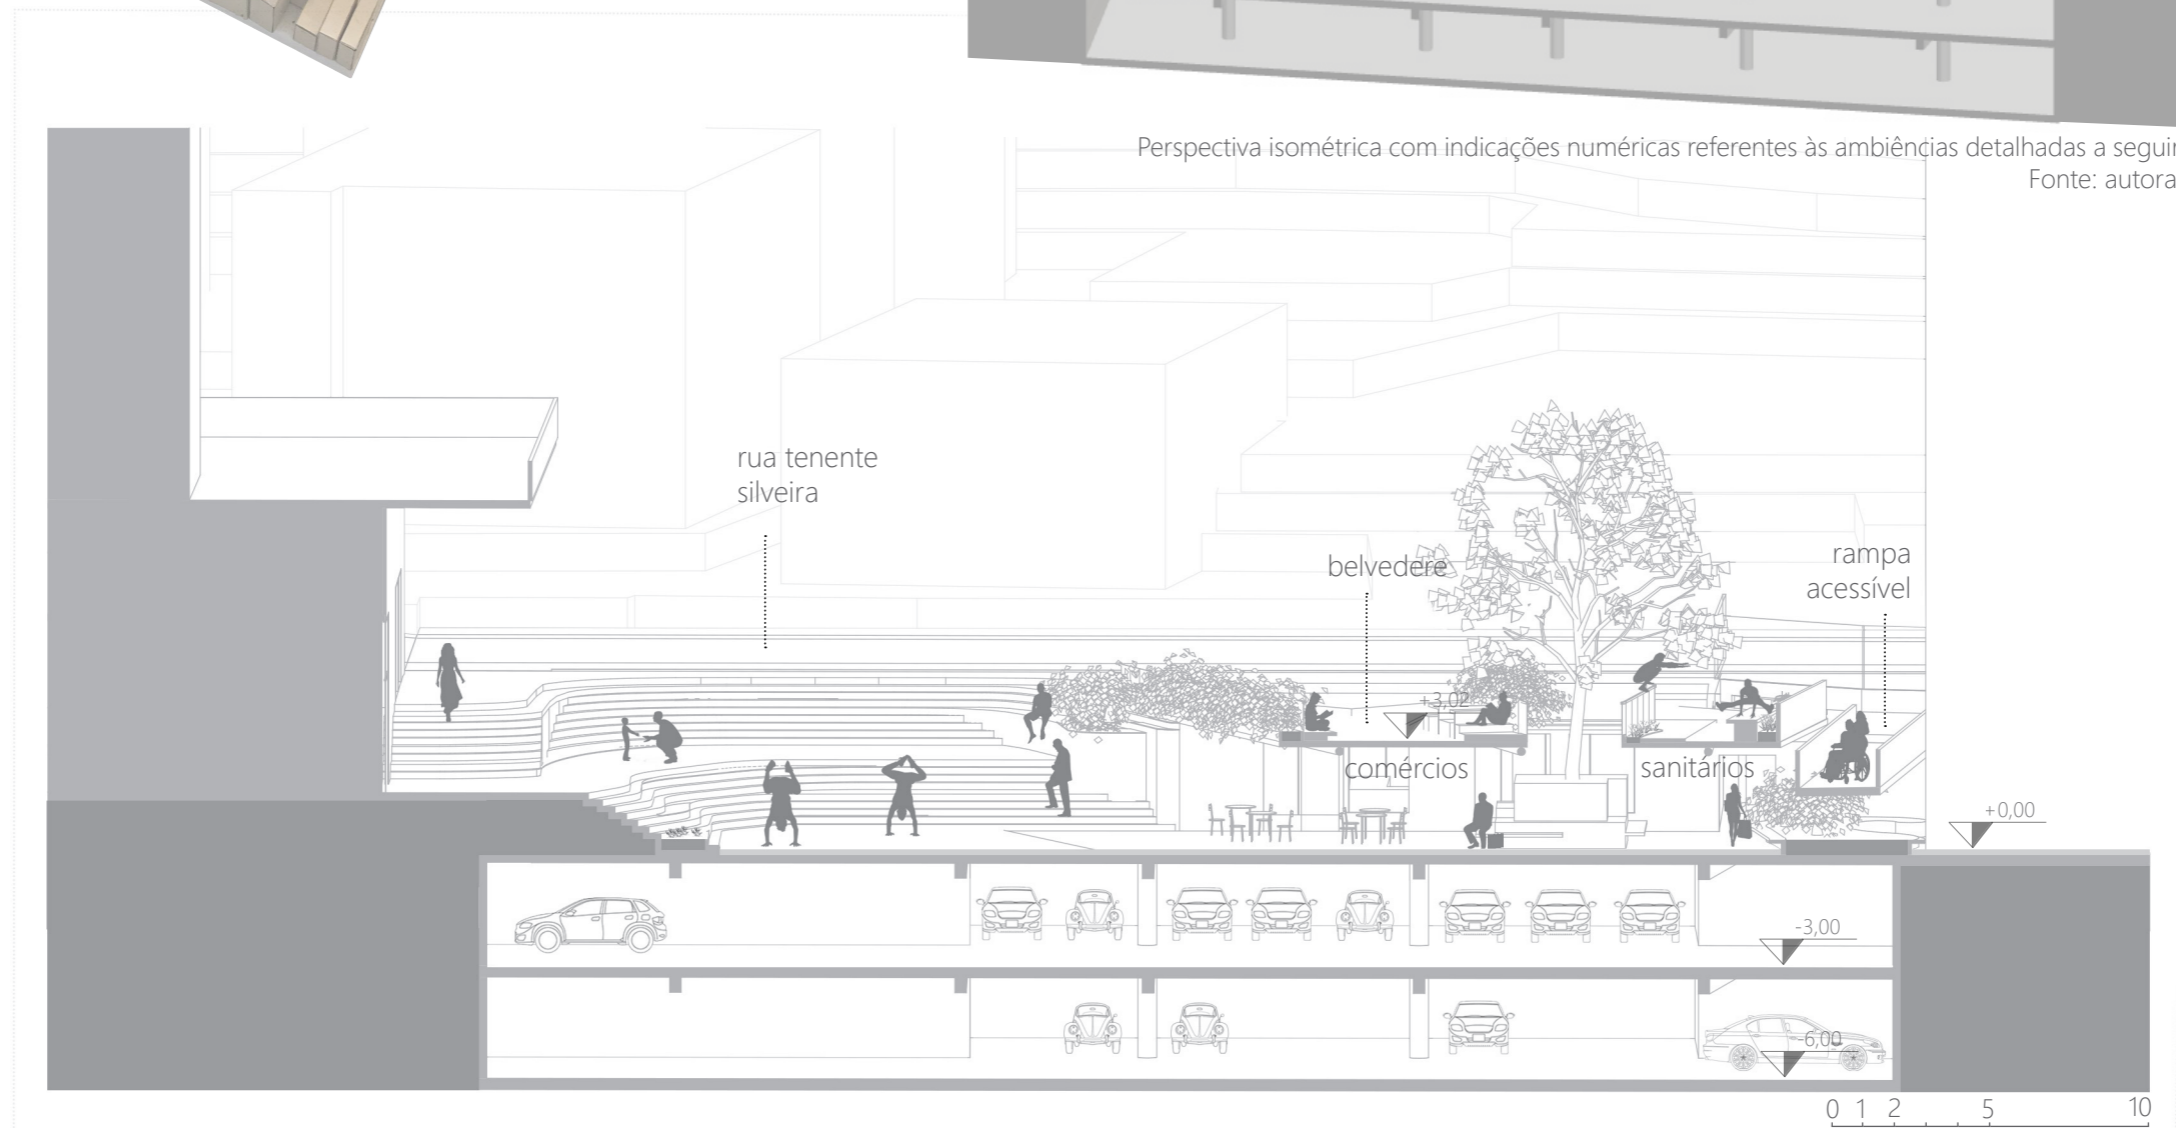 Perspectiva isométrica com indicações numéricas referentes às ambiências detalhadas a seguir
Fonte: autora
rua tenente
silveira
belvedere
rampa
acessível
+3,02
comércios
sanitários
+0,00
-3,00
-6,00
0 1 2 5 10